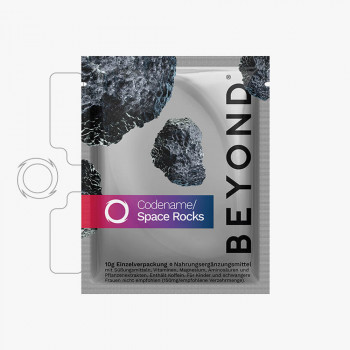 BEYOND®
Codename/
Space Rocks
10g Einzelverpackung & Nahrungsergänzungsmittel
mit Süßungsmitteln, Vitaminen, Magnesium, Aminosäuren und
Pflanzenextrakten. Enthält Koffein. Für Kinder und schwangere
Frauen nicht empfohlen